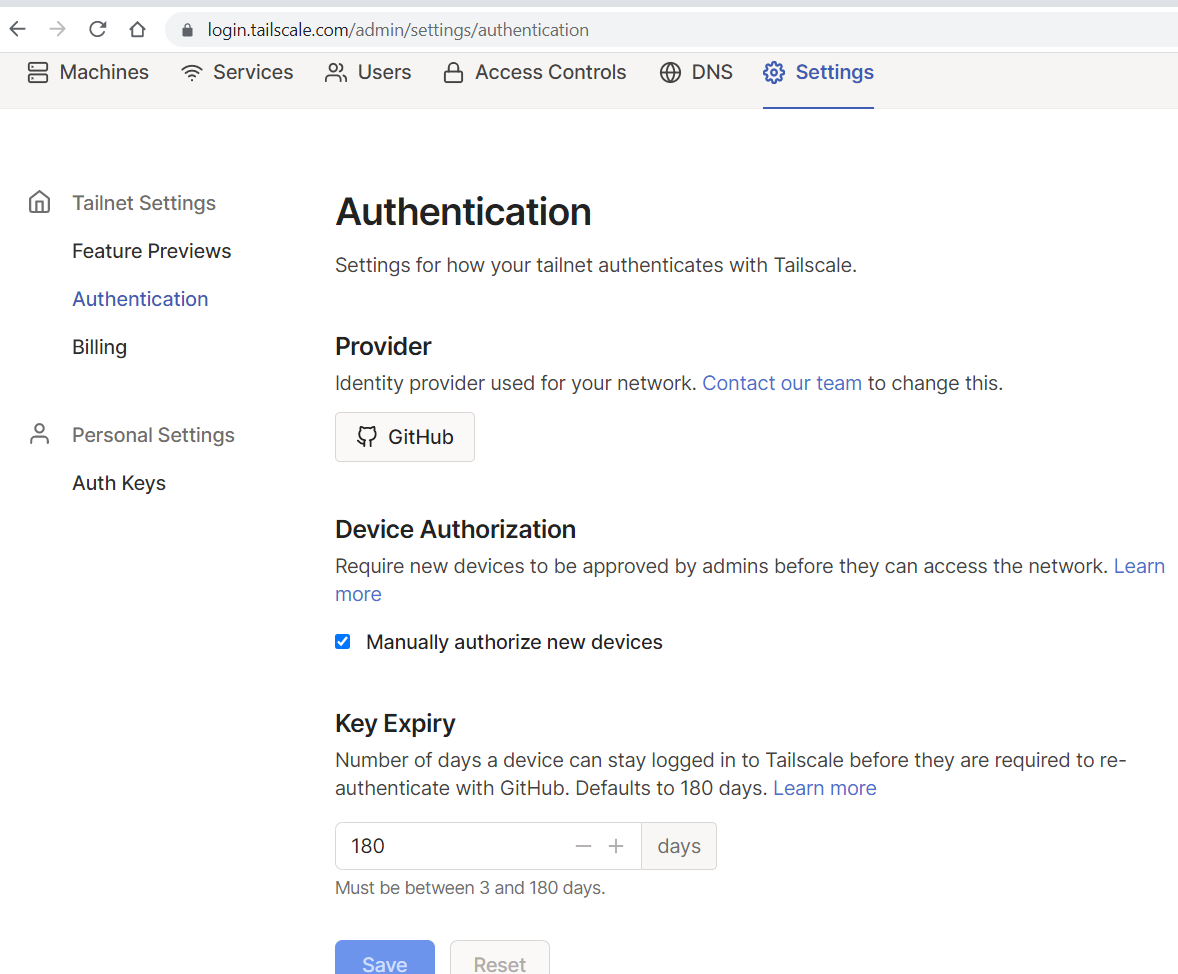 login.tailscale.com/admin/settings/authentication
Machines Services Users Access Controls DNS Settings
Tailnet Settings
Feature Previews
Authentication
Billing
Personal Settings
Auth Keys
Authentication
Settings for how your tailnet authenticates with Tailscale.
Provider
Identity provider used for your network. Contact our team to change this.
GitHub
Device Authorization
Require new devices to be approved by admins before they can access the network. Learn
more
Manually authorize new devices
Key Expiry
Number of days a device can stay logged in to Tailscale before they are required to re-
authenticate with GitHub. Defaults to 180 days. Learn more
180 days
Must be between 3 and 180 days.
Save Reset